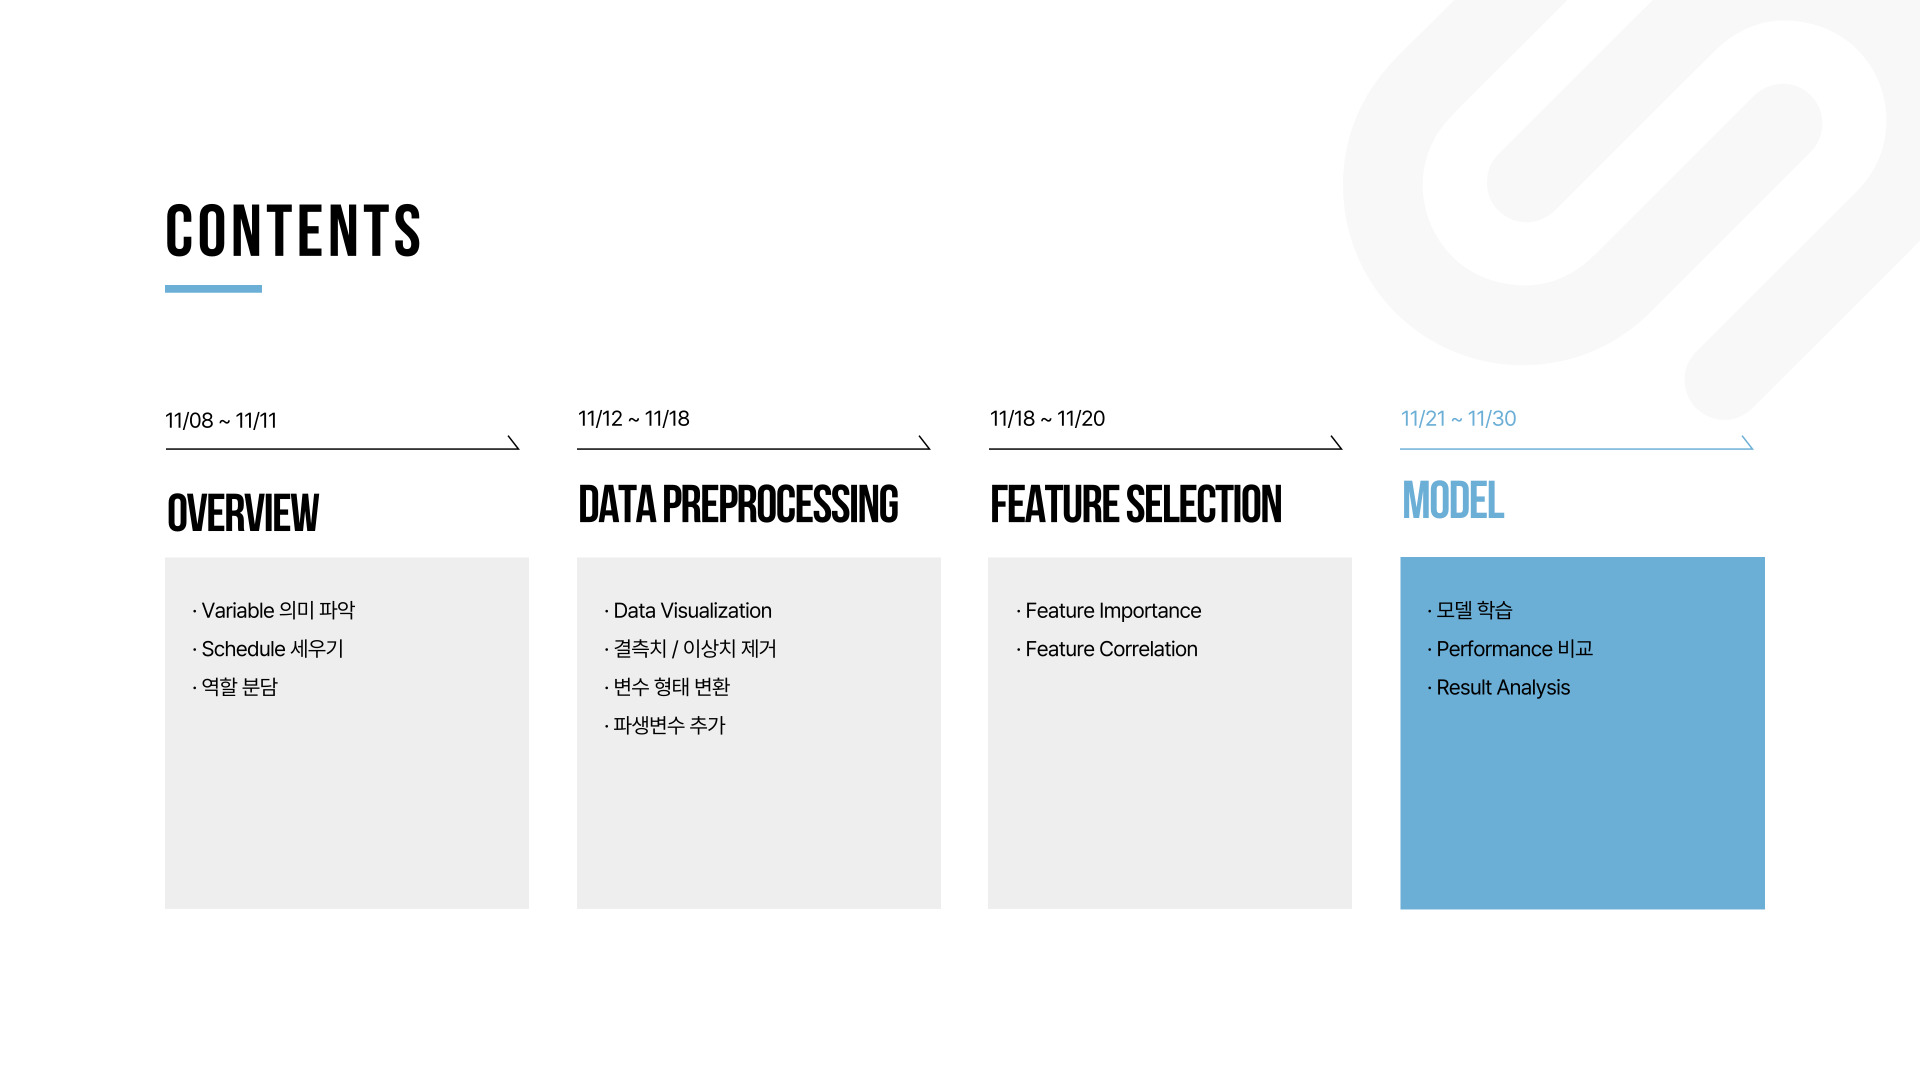 CONTENTS
11/08 ~ 11/11
OVERVIEW
· Variable 의미 파악
· Schedule 세우기
· 역할 분담
11/12 ~ 11/18
DATA PREPROCESSING
· Data Visualization
· 결측치 / 이상치 제거
· 변수 형태 변환
· 파생변수 추가
11/18 ~ 11/20
FEATURE SELECTION
· Feature Importance
· Feature Correlation
11/21 ~ 11/30
MODEL
· 모델 학습
· Performance 비교
· Result Analysis